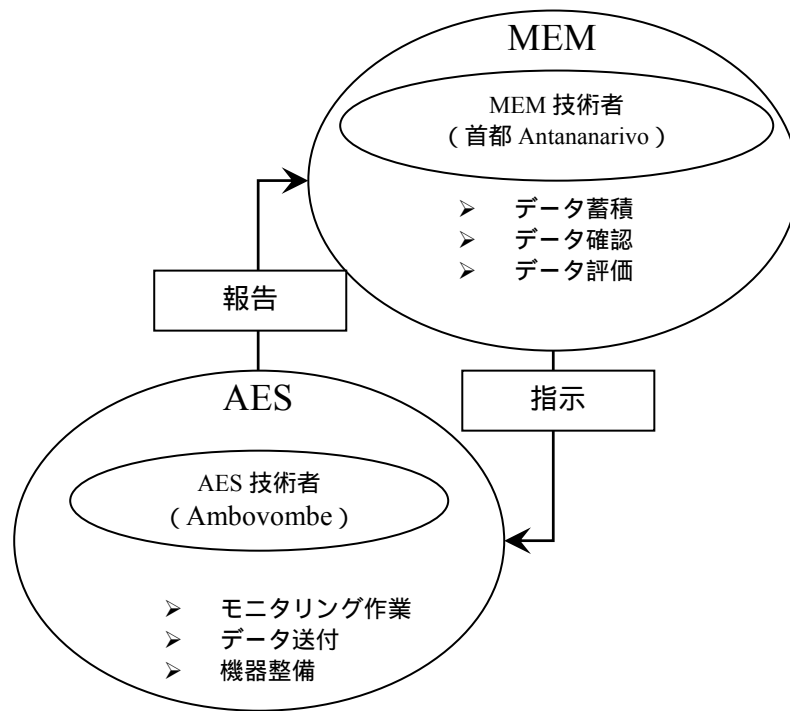 MEM
MEM 技術者
（首都 Antananarivo）
➢ データ蓄積
➢ データ確認
➢ データ評価
報告
指示
AES
AES 技術者
（Ambovombe）
➢ モニタリング作業
➢ データ送付
➢ 機器整備